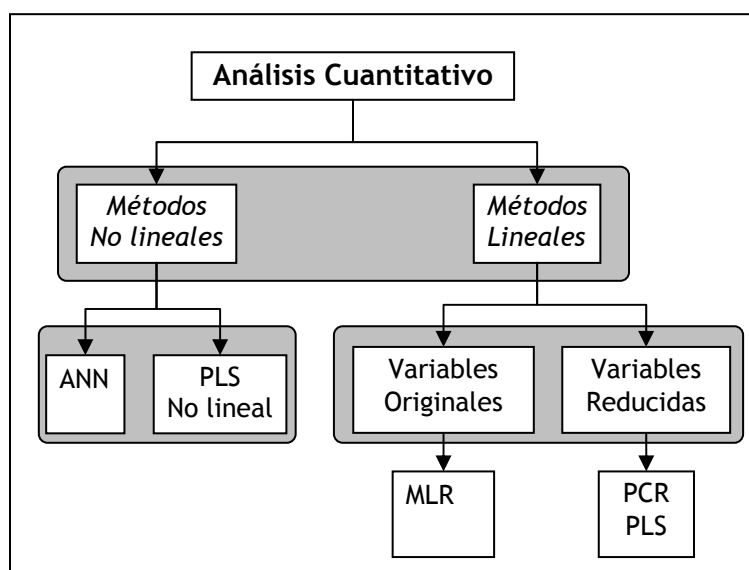 Análisis Cuantitativo
Métodos
No lineales
Métodos
Lineales
ANN
PLS
No lineal
Variables
Originales
Variables
Reducidas
MLR
PCR
PLS